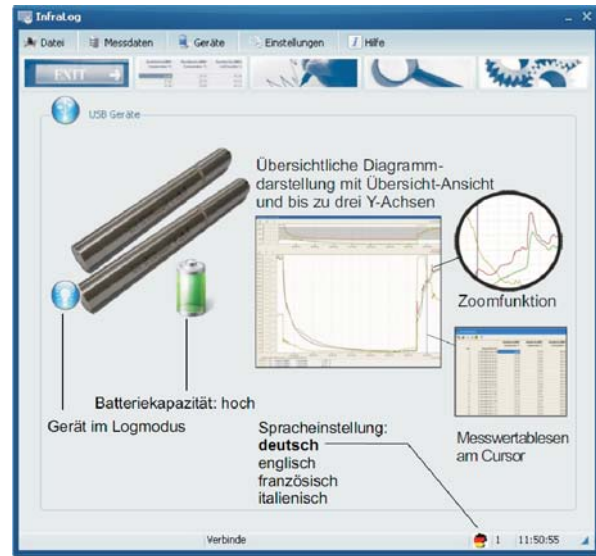 InfraLog
Datei Messdaten Geräte Einstellungen Hilfe
EXIT
USB Geräte
Übersichtliche Diagramm-
darstellung mit Übersicht-Ansicht
und bis zu drei Y-Achsen
Zoomfunktion
Batteriekapazität: hoch
Gerät im Logmodus
Spracheinstellung:
deutsch
englisch
französisch
italienisch
Messwertablesen
am Cursor
Verbinde
1 11:50:55